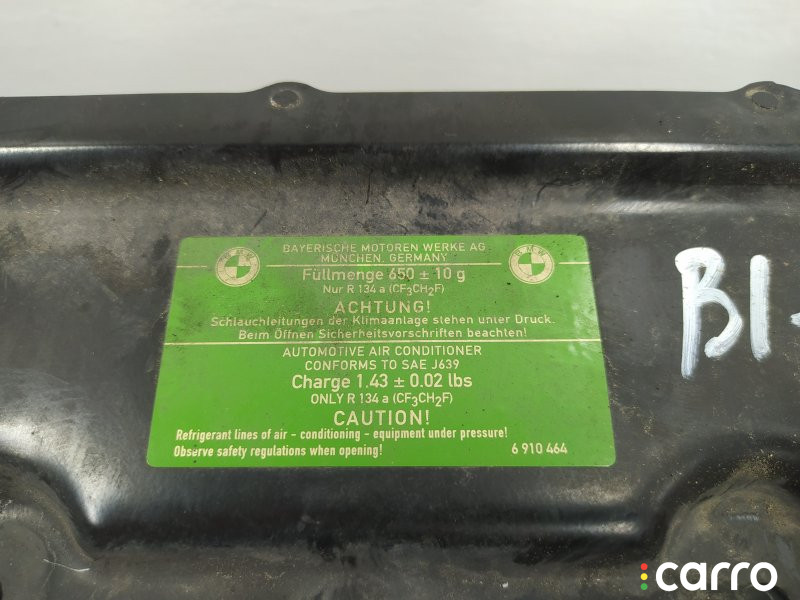 BAYERISCHE MOTOREN WERKE AG
MÜNCHEN, GERMANY
Füllmenge 650 ± 10 g
Nur R 134 a (CF3CH2F)
ACHTUNG!
Schlauchleitungen der Klimaanlage stehen unter Druck.
Beim Öffnen Sicherheitsvorschriften beachten!
AUTOMOTIVE AIR CONDITIONER
CONFORMS TO SAE J639
Charge 1.43 ± 0.02 lbs
ONLY R 134 a (CF3CH2F)
CAUTION!
Refrigerant lines of air - conditioning - equipment under pressure!
Observe safety regulations when opening!
6 910 464
B1-
carro